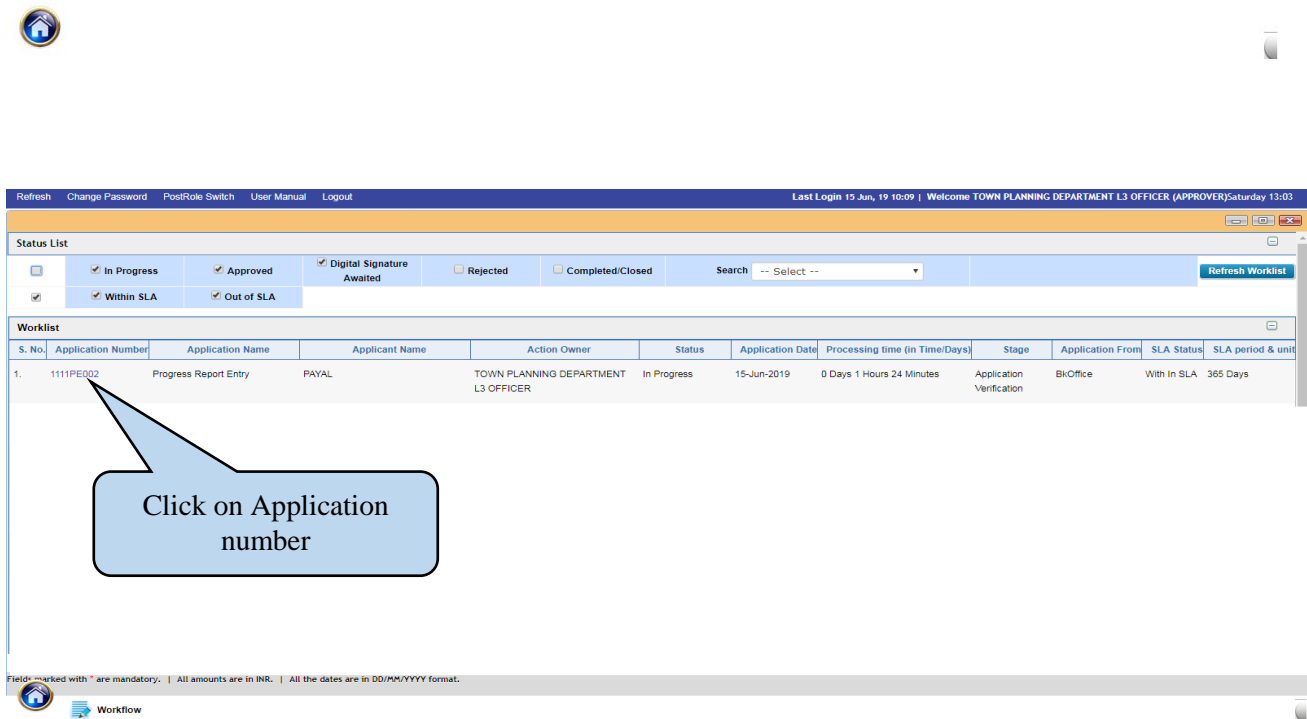 Refresh Change Password PostRole Switch User Manual Logout Last Login 15 Jun, 19 10:09 | Welcome TOWN PLANNING DEPARTMENT L3 OFFICER (APPROVER)Saturday 13:03
Status List
In Progress Approved Digital Signature Awaited Rejected Completed/Closed Search -- Select -- Refresh Worklist
Within SLA Out of SLA
Worklist
S. No. Application Number Application Name Applicant Name Action Owner Status Application Date Processing time (in Time/Days) Stage Application From SLA Status SLA period & unit
1. 1111PE002 Progress Report Entry PAYAL TOWN PLANNING DEPARTMENT In Progress 15-Jun-2019 0 Days 1 Hours 24 Minutes Application BkOffice With In SLA 365 Days
L3 OFFICER Verification
Click on Application
number
Fields marked with * are mandatory. | All amounts are in INR. | All the dates are in DD/MM/YYYY format.
Workflow